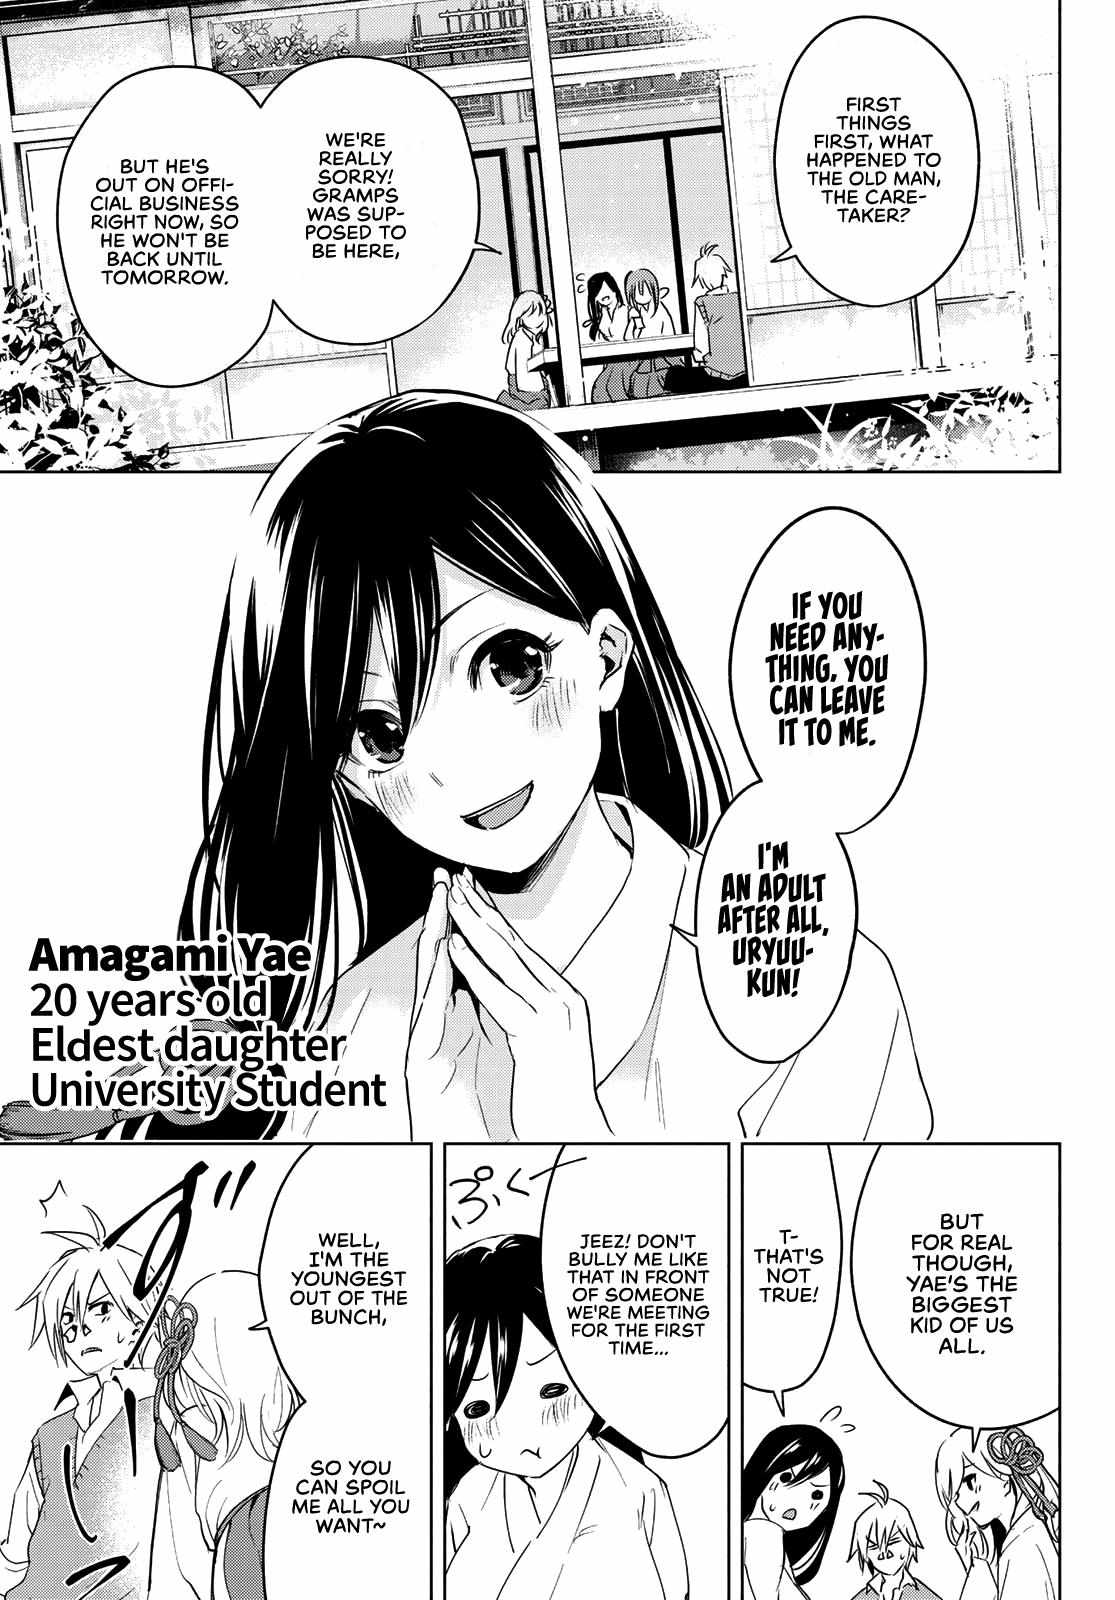 FIRST
THINGS
FIRST, WHAT
HAPPENED TO
THE OLD MAN,
THE CARE-
TAKER?
WE'RE
REALLY
SORRY!
GRAMPS
WAS SUP-
POSED TO
BE HERE,
BUT HE'S
OUT ON OFFI-
CIAL BUSINESS
RIGHT NOW, SO
HE WON'T BE
BACK UNTIL
TOMORROW.
IF YOU
NEED ANY-
THING, YOU
CAN LEAVE
IT TO ME.
I'M
AN ADULT
AFTER ALL,
URYUU-
KUN!
Amagami Yae
20 years old
Eldest daughter
University Student
BUT
FOR REAL
THOUGH,
YAE'S THE
BIGGEST
KID OF US
ALL.
T-
THAT'S
NOT
TRUE!
JEEZ! DON'T
BULLY ME LIKE
THAT IN FRONT
OF SOMEONE
WE'RE MEETING
FOR THE FIRST
TIME...
ぷくー
WELL,
I'M THE
YOUNGEST
OUT OF THE
BUNCH,
SO YOU
CAN SPOIL
ME ALL YOU
WANT~